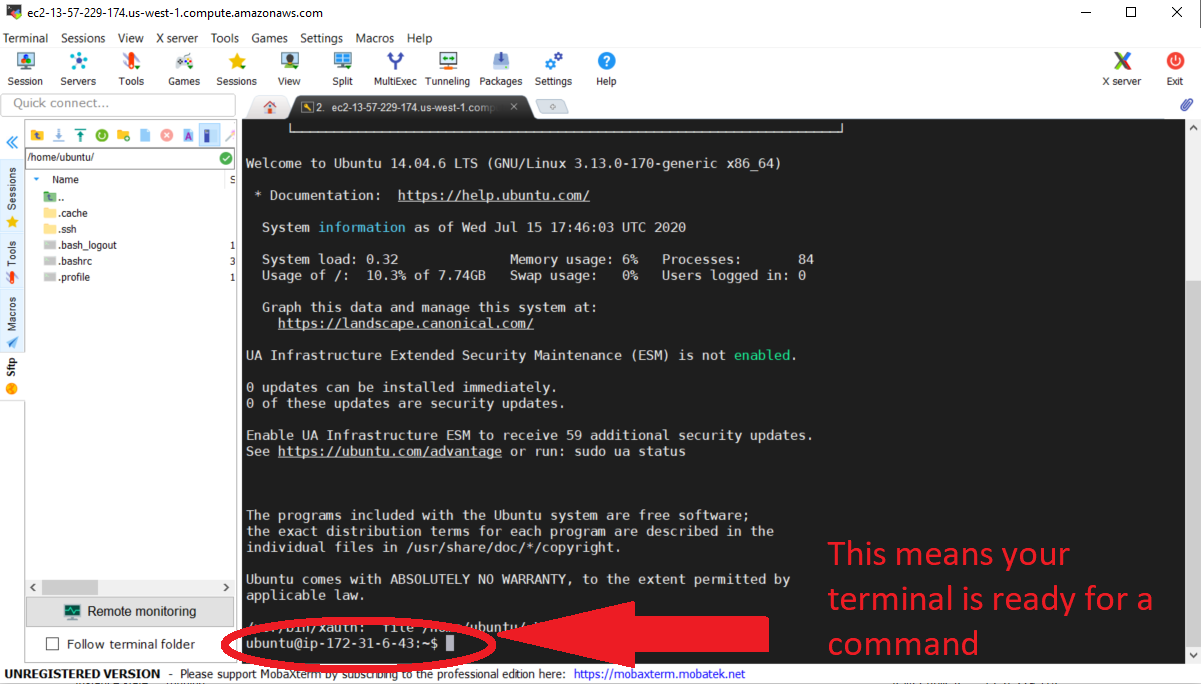 ec2-13-57-229-174.us-west-1.compute.amazonaws.com
Terminal Sessions View X server Tools Games Settings Macros Help
Session Servers Tools Games Sessions View Split MultiExec Tunneling Packages Settings Help X server Exit
Quick connect...
2. ec2-13-57-229-174.us-west-1.comp
/home/ubuntu/
Name S
..
.cache
.ssh
.bash_logout 1
.bashrc 3
.profile 1
Sessions
Tools
Macros
Sftp
Remote monitoring
Follow terminal folder
Welcome to Ubuntu 14.04.6 LTS (GNU/Linux 3.13.0-170-generic x86_64)
* Documentation: https://help.ubuntu.com/
System information as of Wed Jul 15 17:46:03 UTC 2020
System load: 0.32 Memory usage: 6% Processes: 84
Usage of /: 10.3% of 7.74GB Swap usage: 0% Users logged in: 0
Graph this data and manage this system at:
https://landscape.canonical.com/
UA Infrastructure Extended Security Maintenance (ESM) is not enabled.
0 updates can be installed immediately.
0 of these updates are security updates.
Enable UA Infrastructure ESM to receive 59 additional security updates.
See https://ubuntu.com/advantage or run: sudo ua status
The programs included with the Ubuntu system are free software;
the exact distribution terms for each program are described in the
individual files in /usr/share/doc/*/copyright.
Ubuntu comes with ABSOLUTELY NO WARRANTY, to the extent permitted by
applicable law.
/usr/bin/xauth: file /home/ubuntu/
ubuntu@ip-172-31-6-43:~$
This means your
terminal is ready for a
command
UNREGISTERED VERSION - Please support MobaXterm by subscribing to the professional edition here: https://mobaxterm.mobatek.net